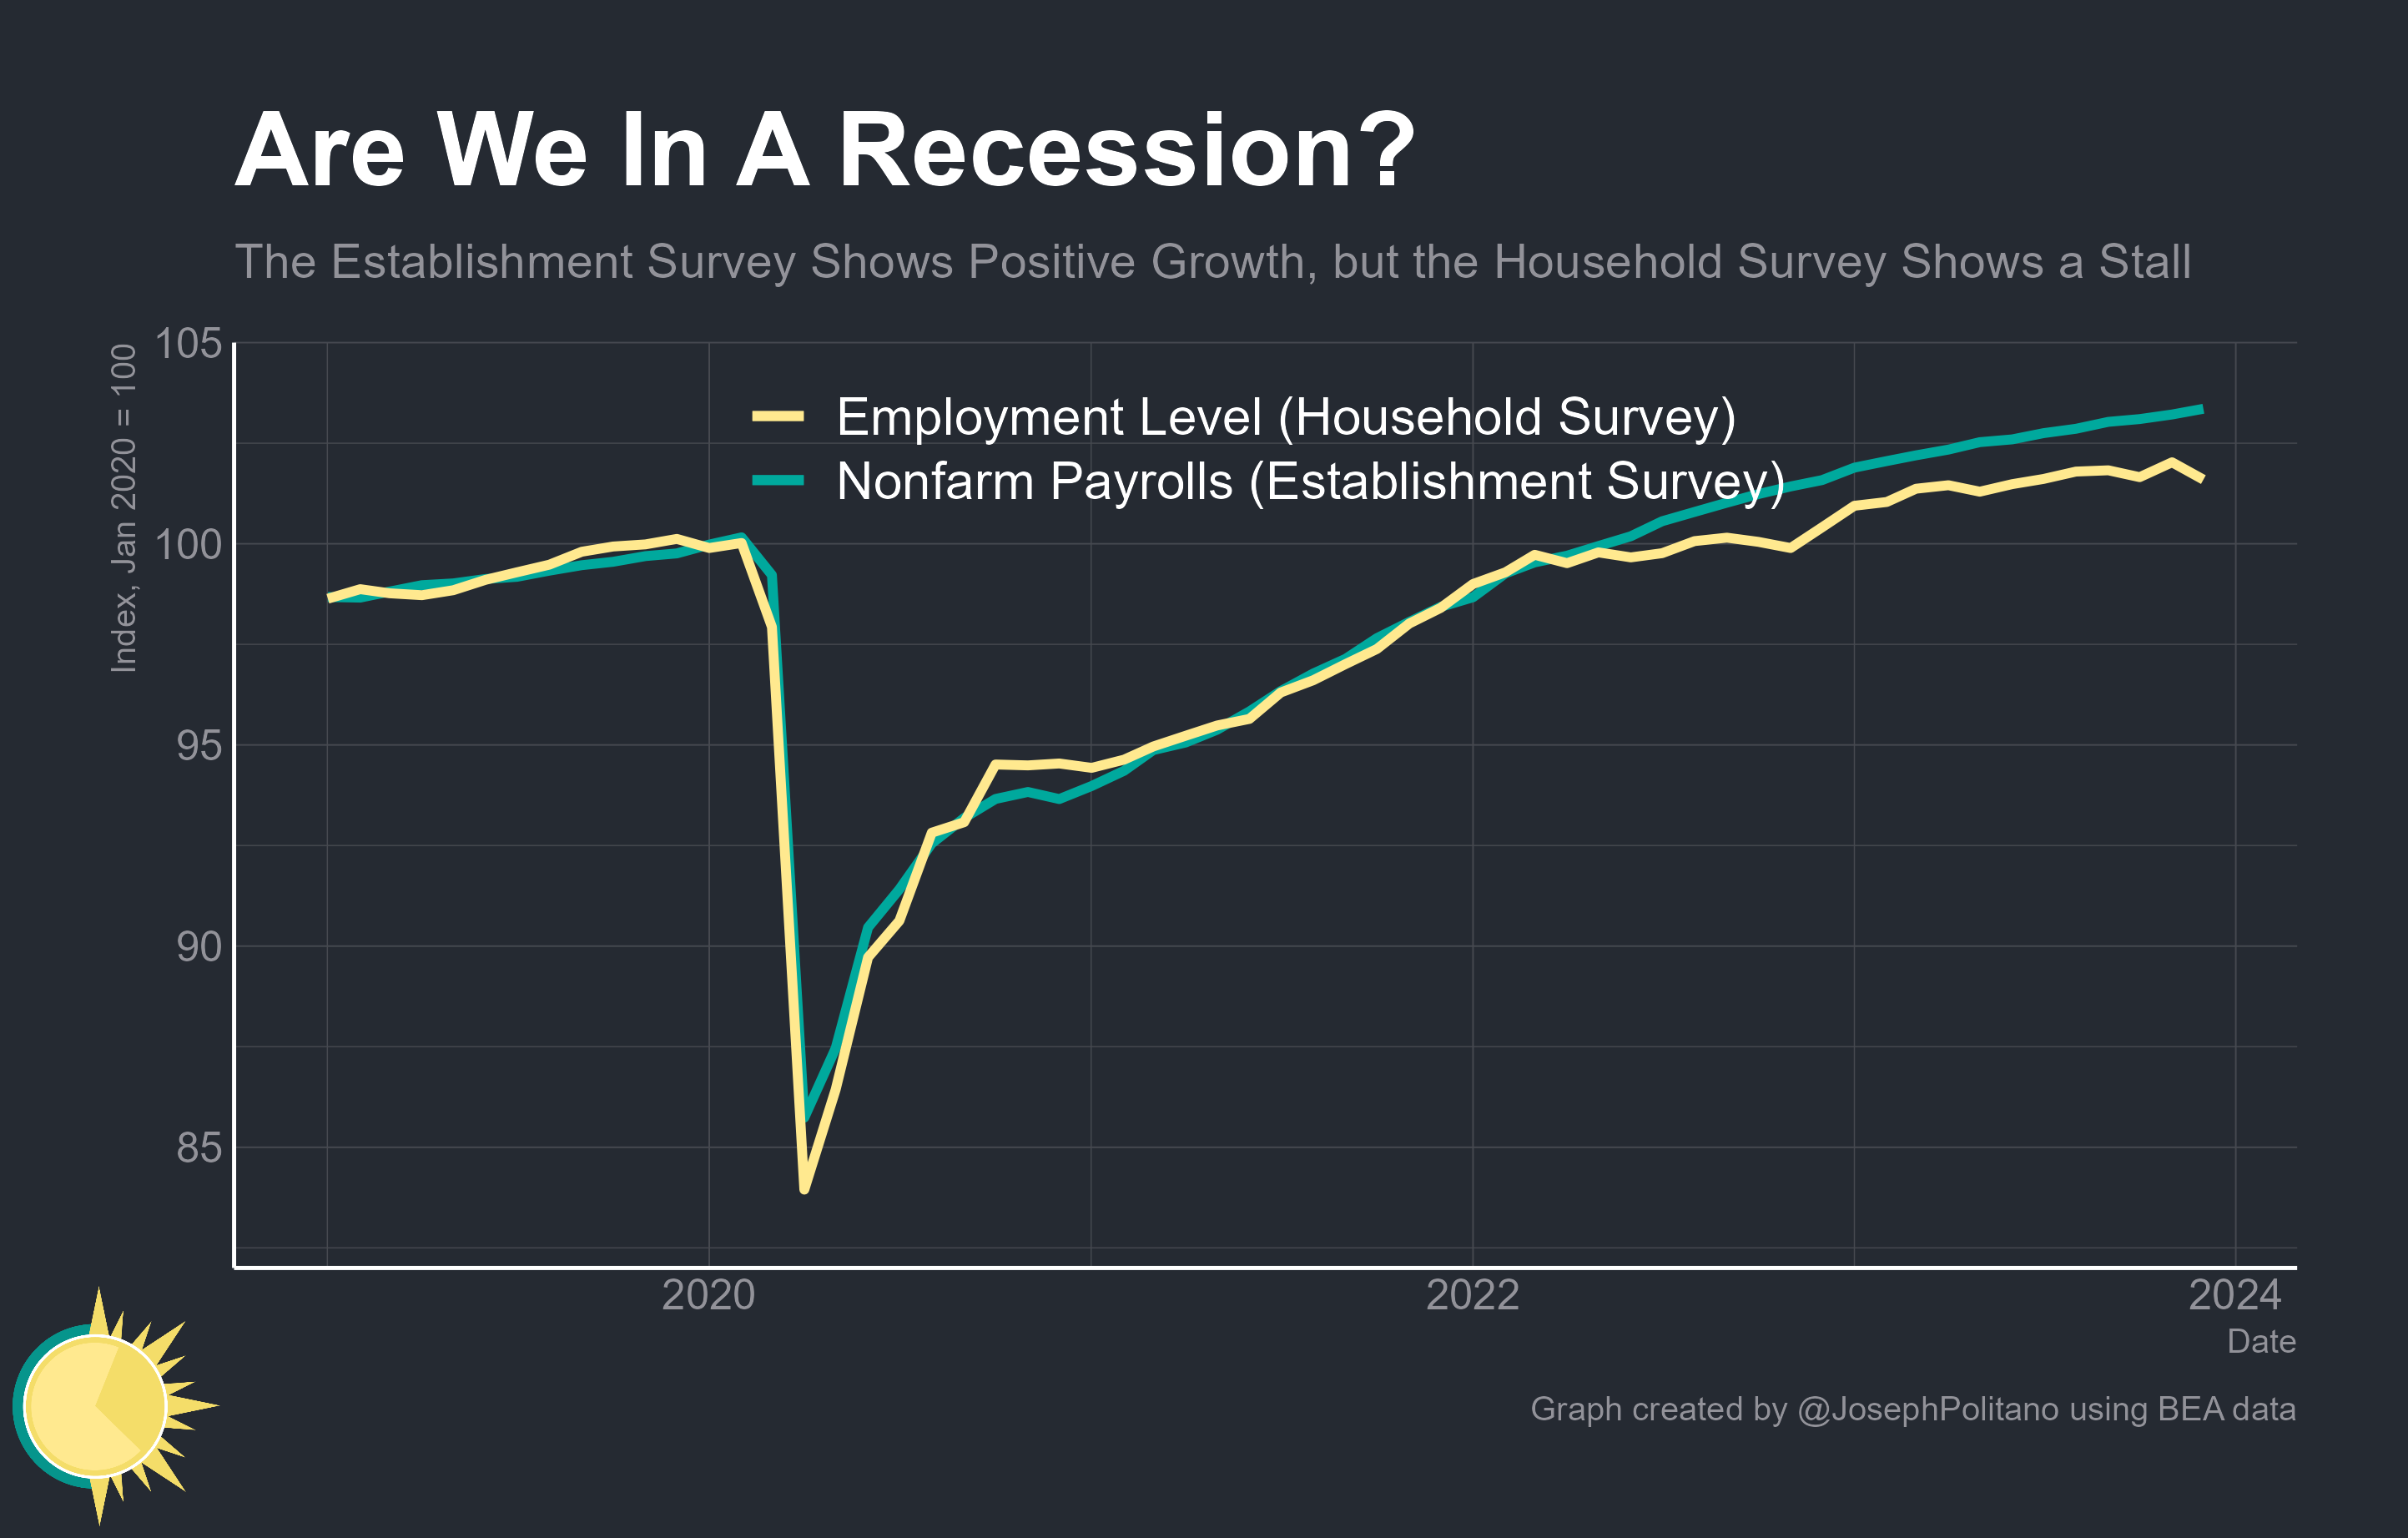 Are We In A Recession?
The Establishment Survey Shows Positive Growth, but the Household Survey Shows a Stall
Index, Jan 2020 = 100
105
100
95
90
85
Employment Level (Household Survey)
Nonfarm Payrolls (Establishment Survey)
2020
2022
2024
Date
Graph created by @JosephPolitano using BEA data